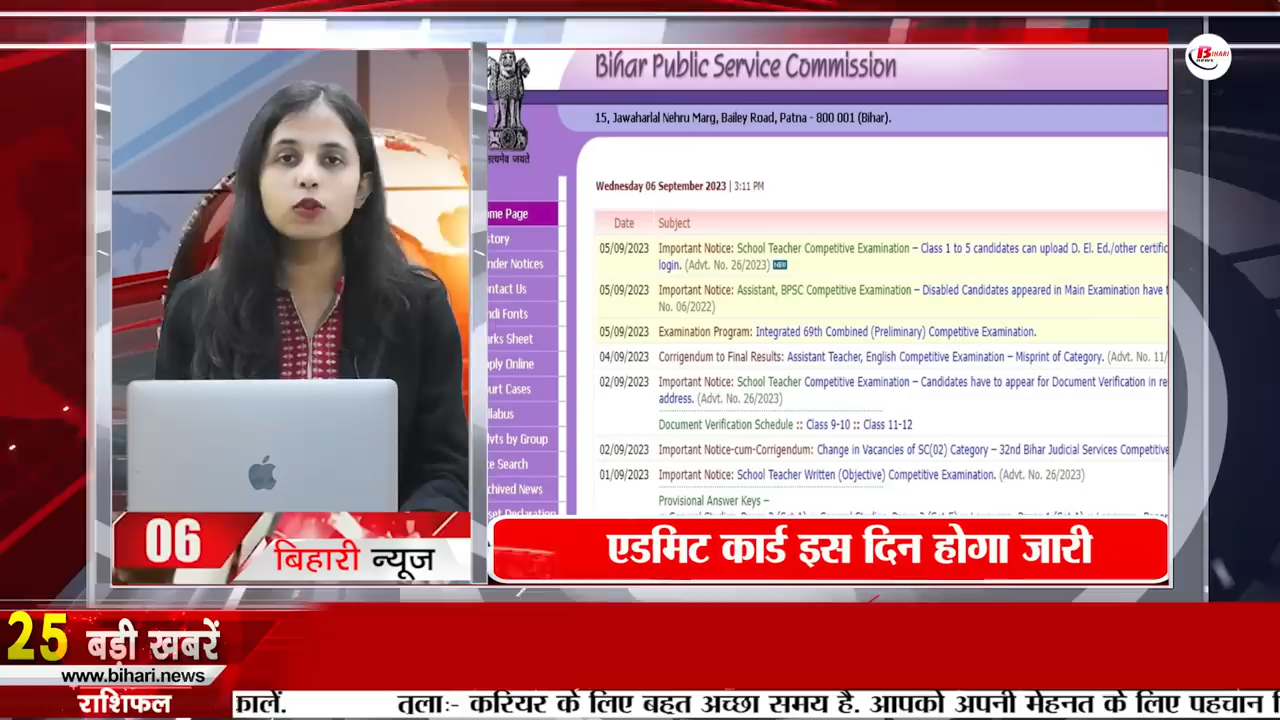 Bihar Public Service Commission
BIHARI
news
15, Jawaharlal Nehru Marg, Bailey Road, Patna - 800 001 (Bihar).
सत्यमेव जयते
Wednesday 06 September 2023 | 3:11 PM
Date Subject
05/09/2023 Important Notice: School Teacher Competitive Examination – Class 1 to 5 candidates can upload D. El. Ed./other certific
login. (Advt. No. 26/2023) NEW
05/09/2023 Important Notice: Assistant, BPSC Competitive Examination – Disabled Candidates appeared in Main Examination have t
No. 06/2022)
05/09/2023 Examination Program: Integrated 69th Combined (Preliminary) Competitive Examination.
04/09/2023 Corrigendum to Final Results: Assistant Teacher, English Competitive Examination – Misprint of Category. (Advt. No. 11/
02/09/2023 Important Notice: School Teacher Competitive Examination – Candidates have to appear for Document Verification in re
address. (Advt. No. 26/2023)
Document Verification Schedule :: Class 9-10 :: Class 11-12
02/09/2023 Important Notice-cum-Corrigendum: Change in Vacancies of SC(02) Category – 32nd Bihar Judicial Services Competitive
01/09/2023 Important Notice: School Teacher Written (Objective) Competitive Examination. (Advt. No. 26/2023)
Provisional Answer Keys –
ome Page
story
nder Notices
ntact Us
ndi Fonts
rks Sheet
pply Online
urt Cases
llabus
lvts by Group
te Search
chived News
set Declaration
06
बिहारी न्यूज
एडमिट कार्ड इस दिन होगा जारी
25 बड़ी खबरें
www.bihari.news
राशिफल
कालें. तुलाः- करियर के लिए बहुत अच्छा समय है. आपको अपनी मेहनत के लिए पहचान